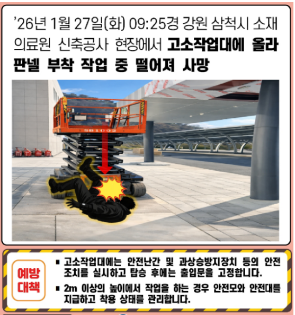 '26년 1월 27일(화) 09:25경 강원 삼척시 소재
의료원 신축공사 현장에서 고소작업대에 올라
판넬 부착 작업 중 떨어져 사망
예방
대책
▪ 고소작업대에는 안전난간 및 과상승방지장치 등의 안전
조치를 실시하고 탑승 후에는 출입문을 고정합니다.
▪ 2m 이상의 높이에서 작업을 하는 경우 안전모와 안전대를
지급하고 착용 상태를 관리합니다.